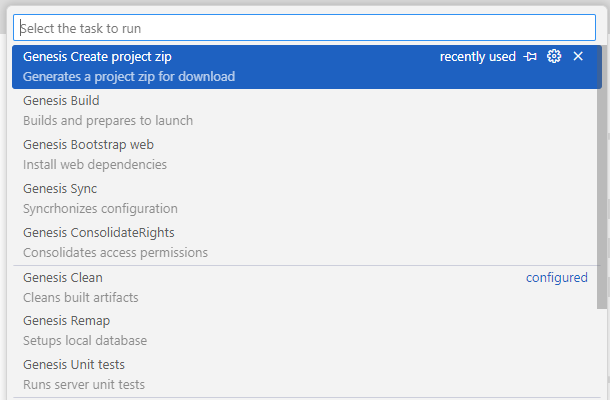 Select the task to run
Genesis Create project zip recently used
Generates a project zip for download
Genesis Build
Builds and prepares to launch
Genesis Bootstrap web
Install web dependencies
Genesis Sync
Syncrhonizes configuration
Genesis ConsolidateRights
Consolidates access permissions
Genesis Clean configured
Cleans built artifacts
Genesis Remap
Setups local database
Genesis Unit tests
Runs server unit tests